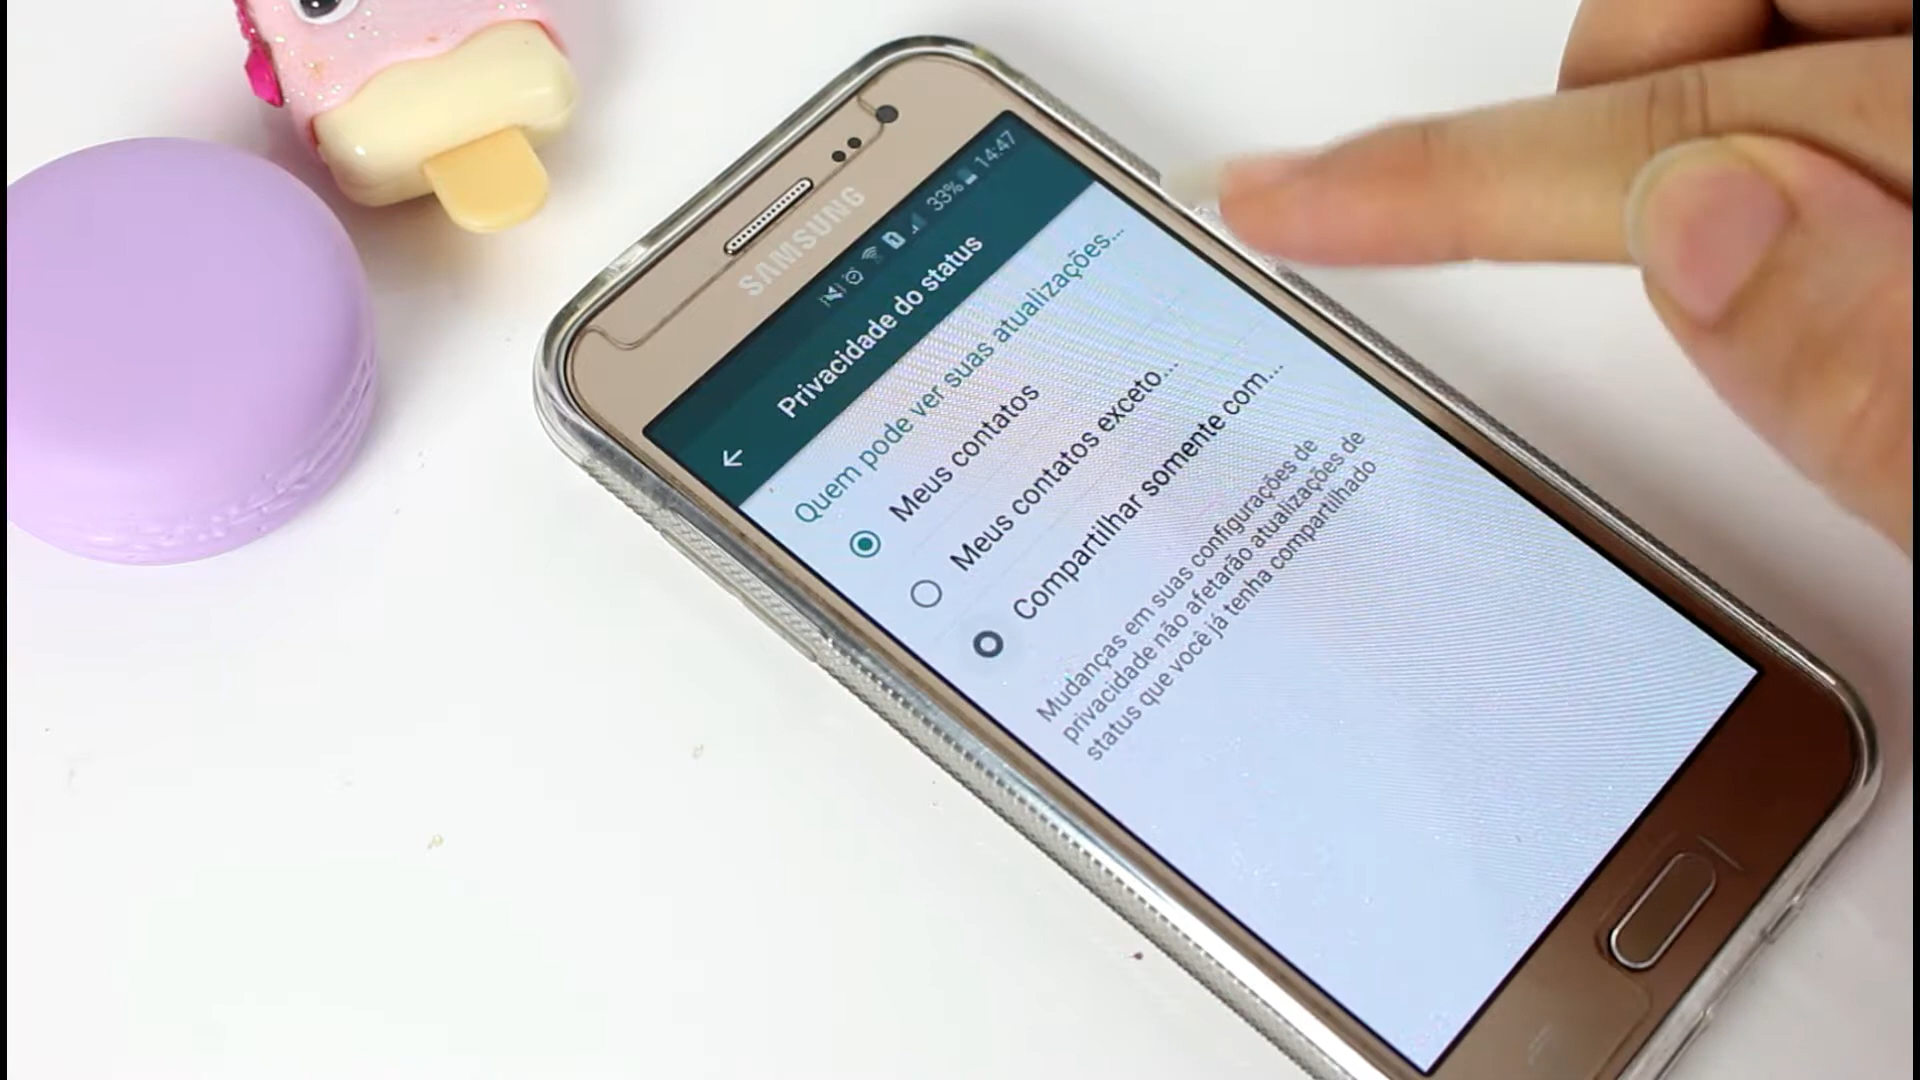 SAMSUNG
33% 14:47
Privacidade do status
Quem pode ver suas atualizações...
Meus contatos
Meus contatos exceto...
Compartilhar somente com...
Mudanças em suas configurações de
privacidade não afetarão atualizações de
status que você já tenha compartilhado